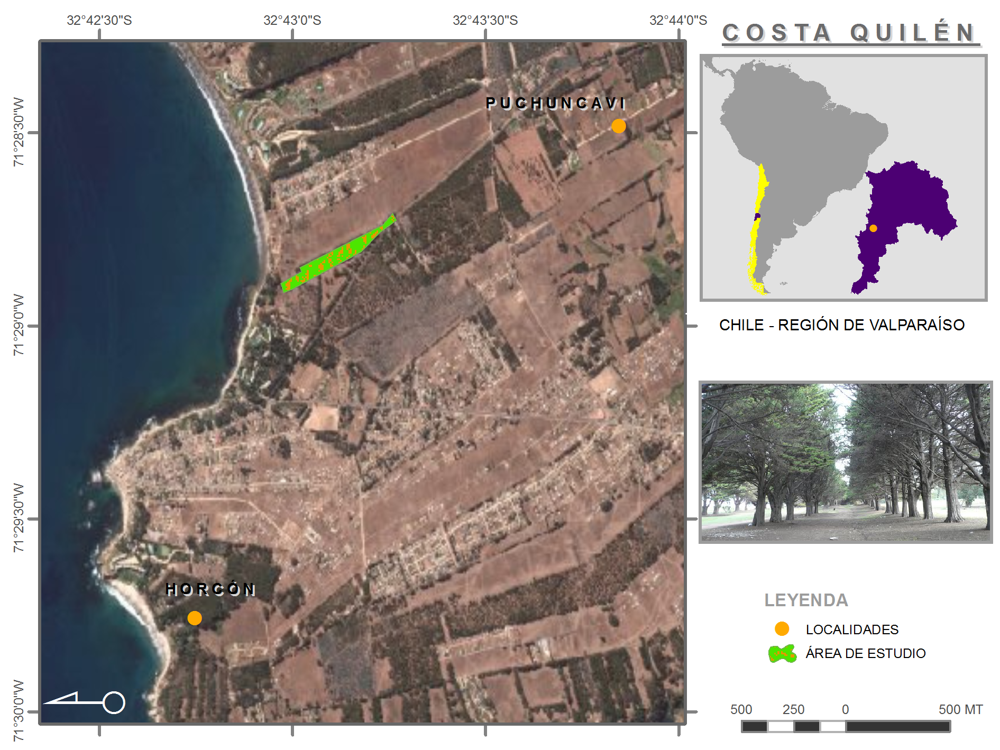 32°42'30"S 32°43'0"S 32°43'30"S 32°44'0"S
COSTA QUILÉN
71°28'30"W
71°29'0"W
71°29'30"W
71°30'0"W
PUCHUNCAVI
HORCÓN
CHILE - REGIÓN DE VALPARAÍSO
LEYENDA
LOCALIDADES
ÁREA DE ESTUDIO
500 250 0 500 MT